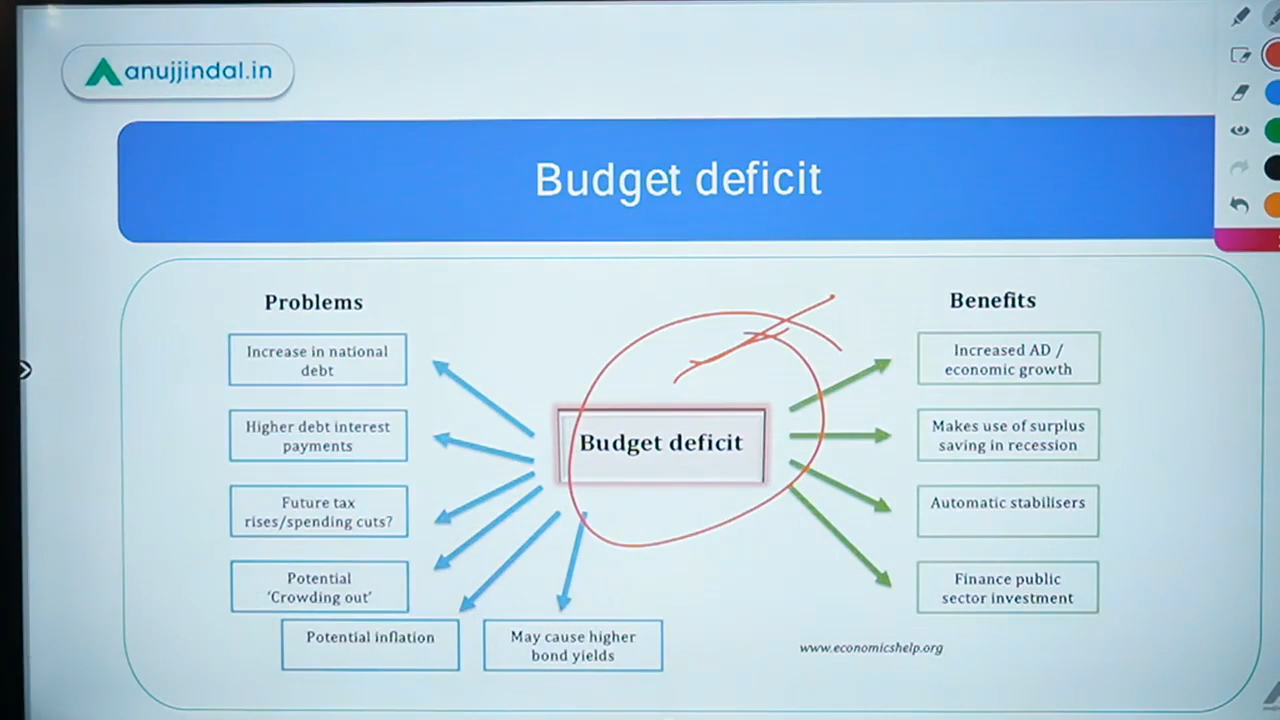 anujjindal.in
Budget deficit
Problems
Increase in national
debt
Higher debt interest
payments
Future tax
rises/spending cuts?
Potential
‘Crowding out’
Potential inflation
May cause higher
bond yields
Budget deficit
Benefits
Increased AD /
economic growth
Makes use of surplus
saving in recession
Automatic stabilisers
Finance public
sector investment
www.economicshelp.org